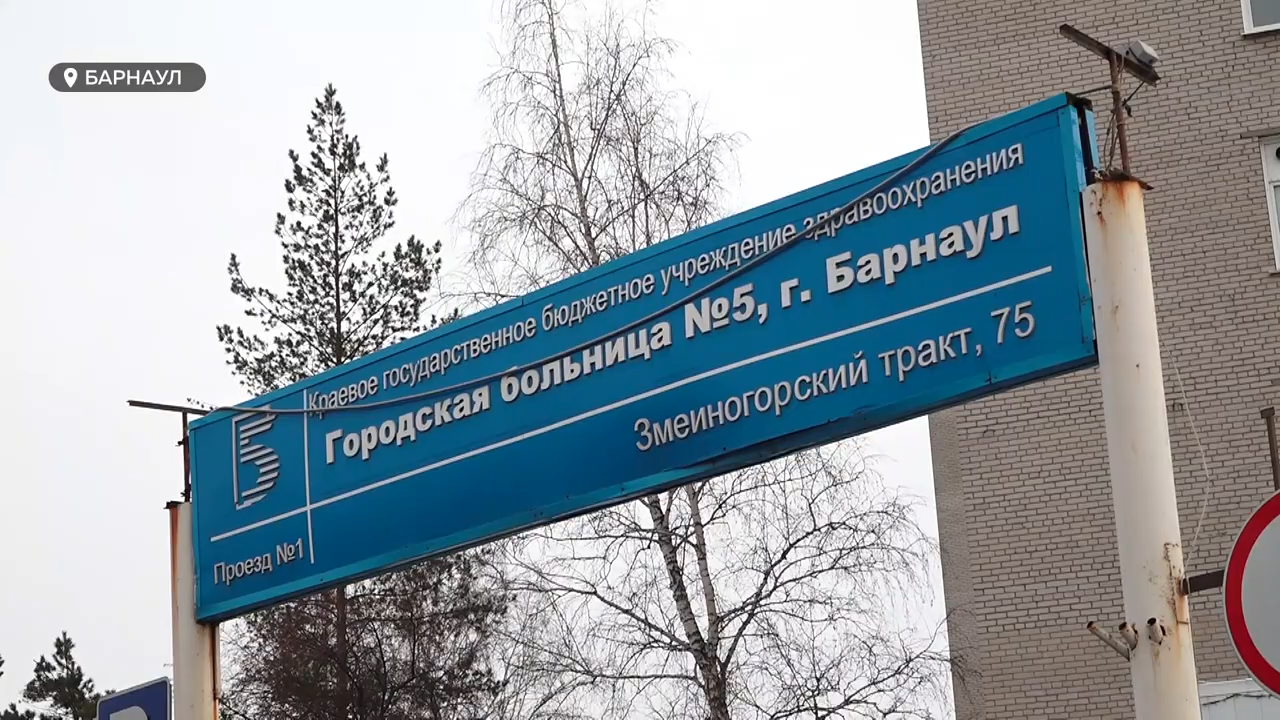 БАРНАУЛ
Краевое государственное бюджетное учреждение здравоохранения
Городская больница №5, г. Барнаул
Змеиногорский тракт, 75
Б
Проезд №1